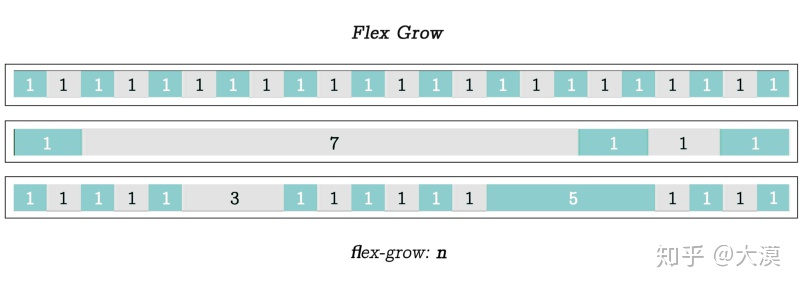 Flex Grow
1 1 1 1 1 1 1 1 1 1 1 1 1 1 1 1 1 1 1 1 1 1 1
1 7 1 1 1
1 1 1 1 1 3 1 1 1 1 1 1 5 1 1 1 1
flex-grow: n
知乎 @大漠